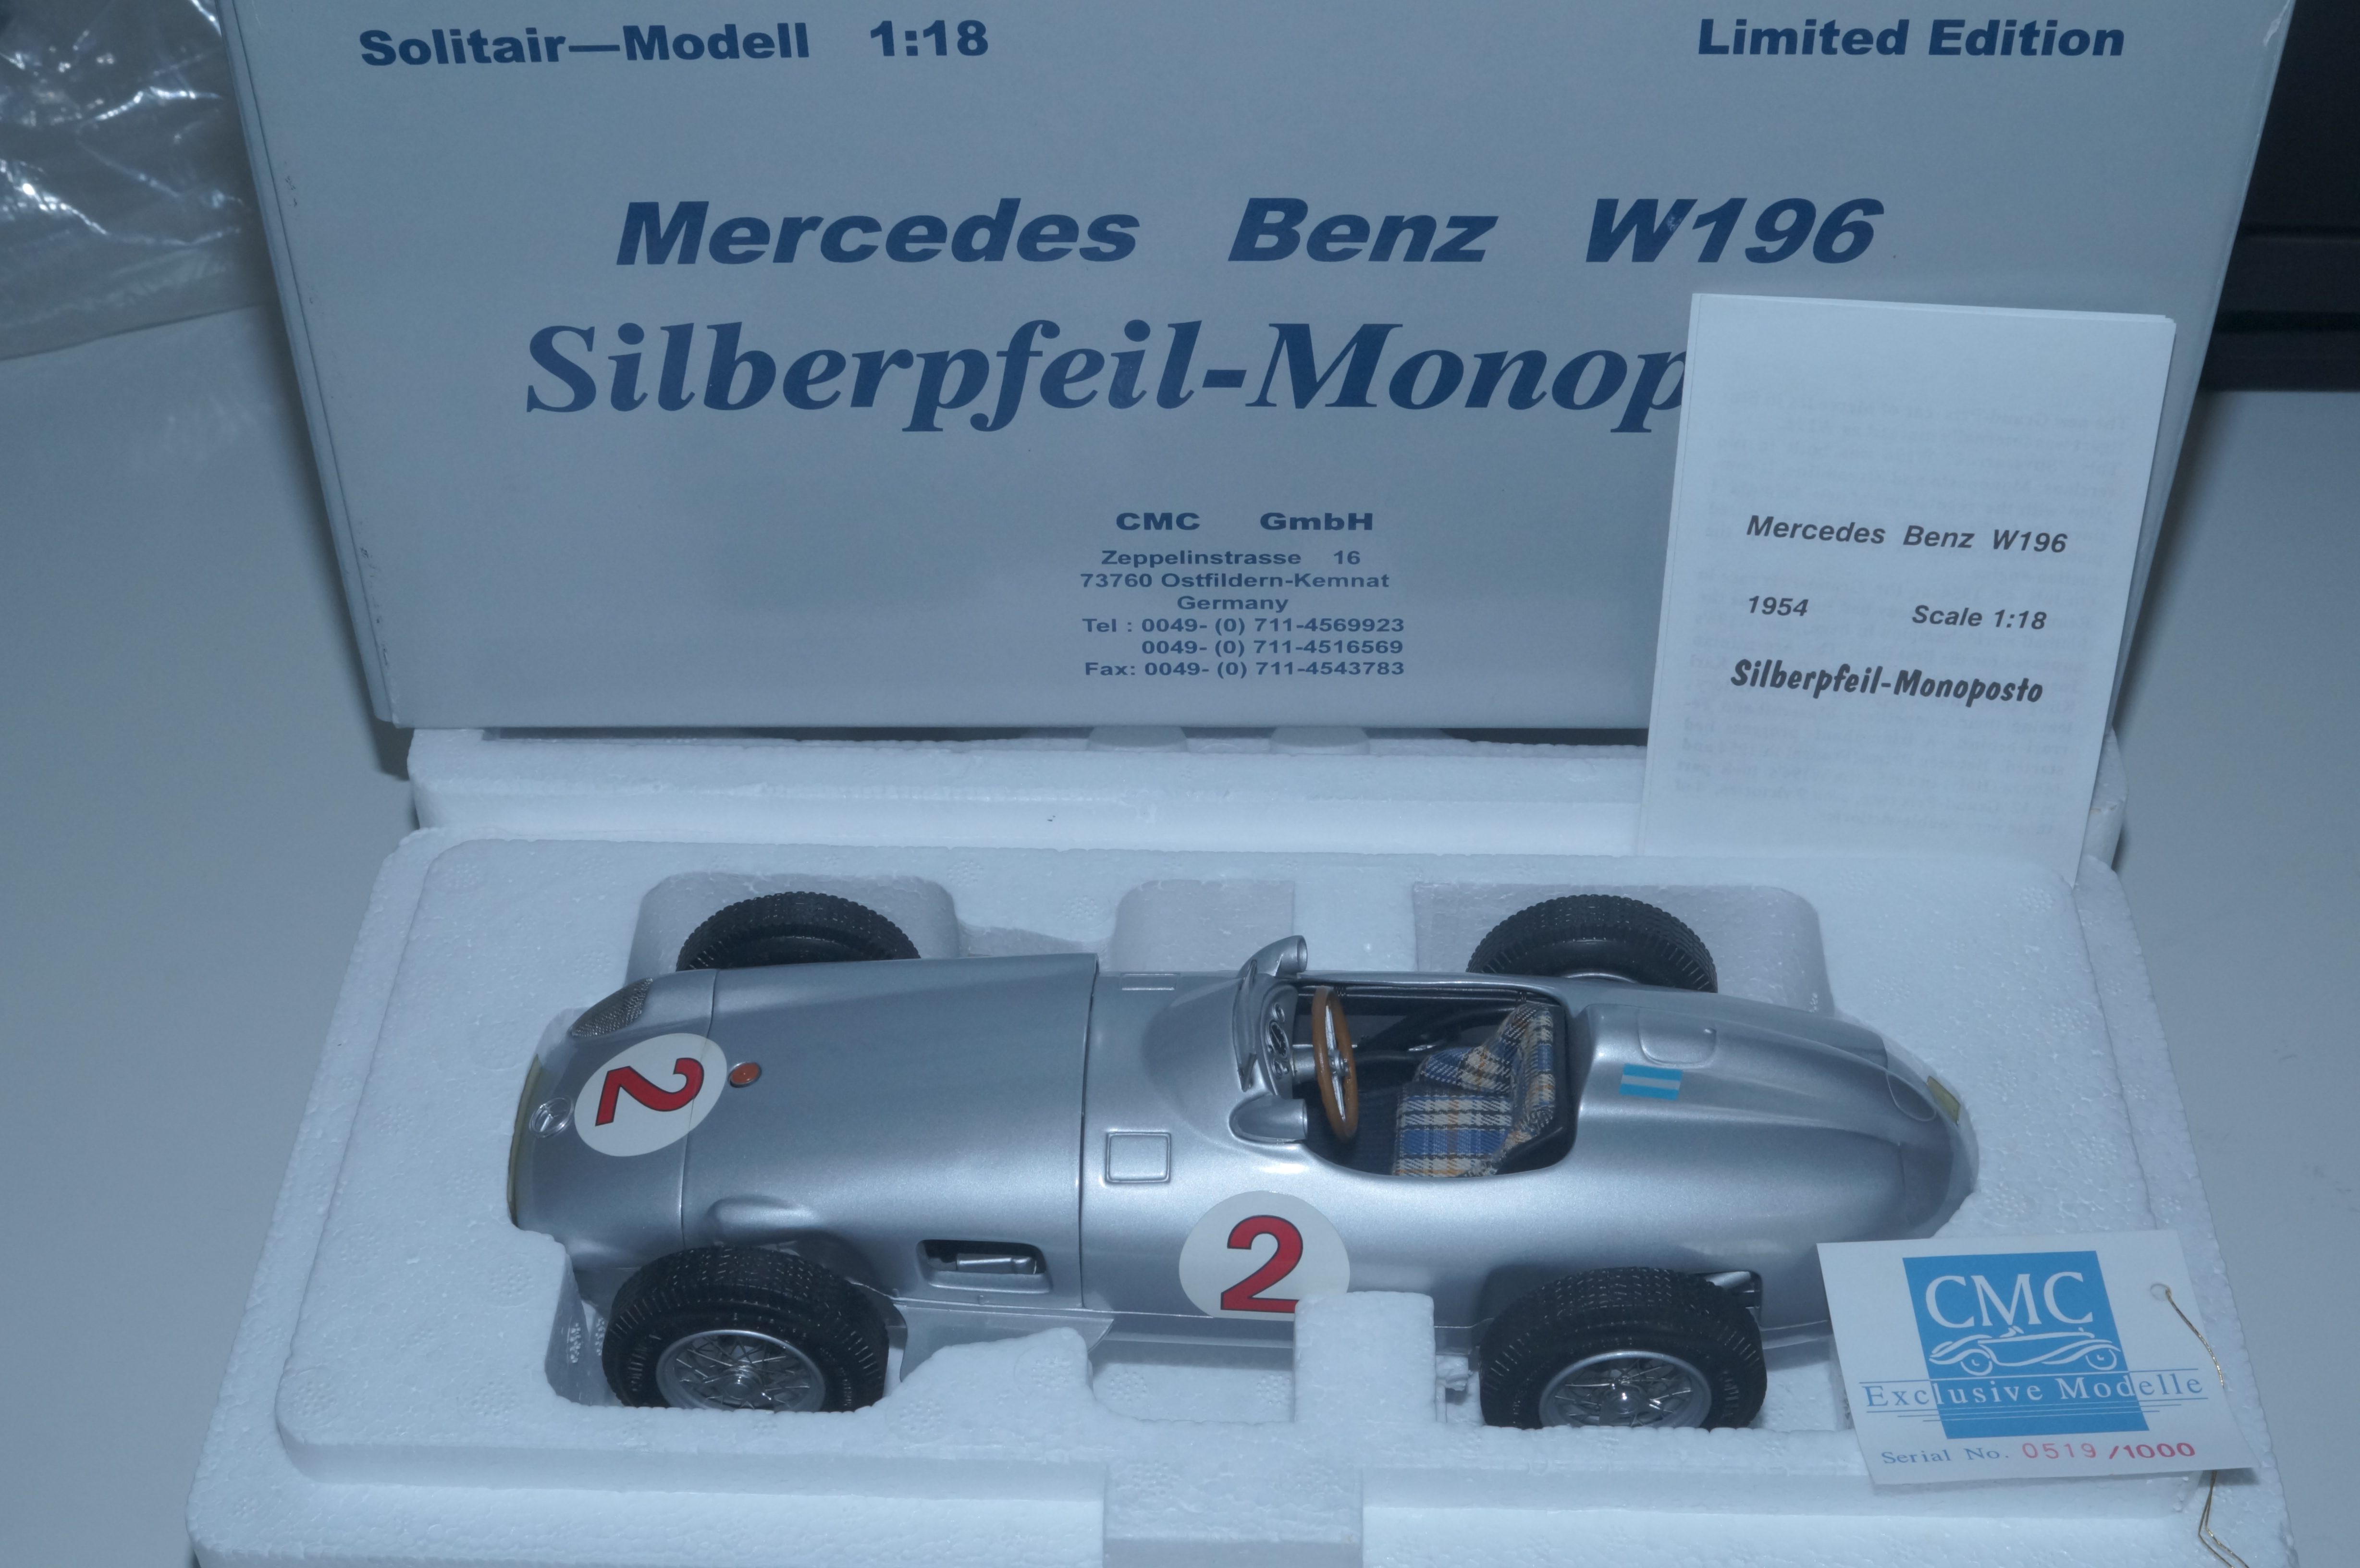 Solitair—Modell 1:18 Limited Edition
Mercedes Benz W196
Silberpfeil-Monop
CMC GmbH
Zeppelinstrasse 16
73760 Ostfildern-Kemnat
Germany
Tel : 0049- (0) 711-4569923
0049- (0) 711-4516569
Fax: 0049- (0) 711-4543783
Mercedes Benz W196
1954 Scale 1:18
Silberpfeil-Monoposto
2
2
CMC
Exclusive Modelle
Serial No. 0519/1000